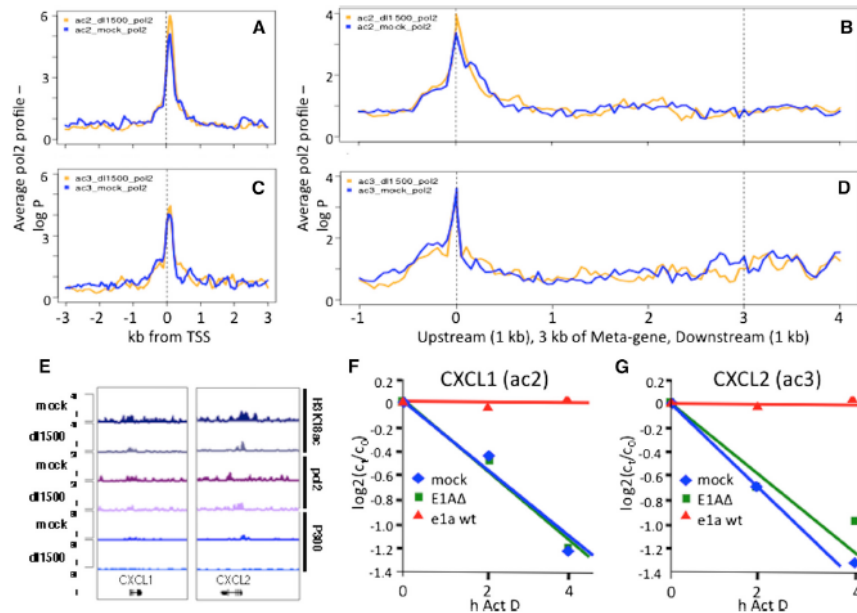 A
ac2_dl1500_pol2
ac2_mock_pol2
6
3
0
B
ac2_dl1500_pol2
ac2_mock_pol2
4
2
0
Average pol2 profile –
log P
Average pol2 profile –
log P
C
ac3_dl1500_pol2
ac3_mock_pol2
6
3
0
-3 -2 -1 0 1 2 3
kb from TSS
D
ac3_dl1500_pol2
ac3_mock_pol2
4
2
0
-1 0 1 2 3 4
Upstream (1 kb), 3 kb of Meta-gene, Downstream (1 kb)
E
mock
dl1500
mock
dl1500
mock
dl1500
H3K18ac
pol2
P300
CXCL1
CXCL2
F
CXCL1 (ac2)
0.2
0
-0.2
-0.4
-0.6
-0.8
-1.0
-1.2
-1.4
log2(ct/c0)
mock
E1AΔ
e1a wt
0 2 4
h Act D
G
CXCL2 (ac3)
0.2
0
-0.2
-0.4
-0.6
-0.8
-1.0
-1.2
-1.4
log2(ct/c0)
mock
E1AΔ
e1a wt
0 2 4
h Act D